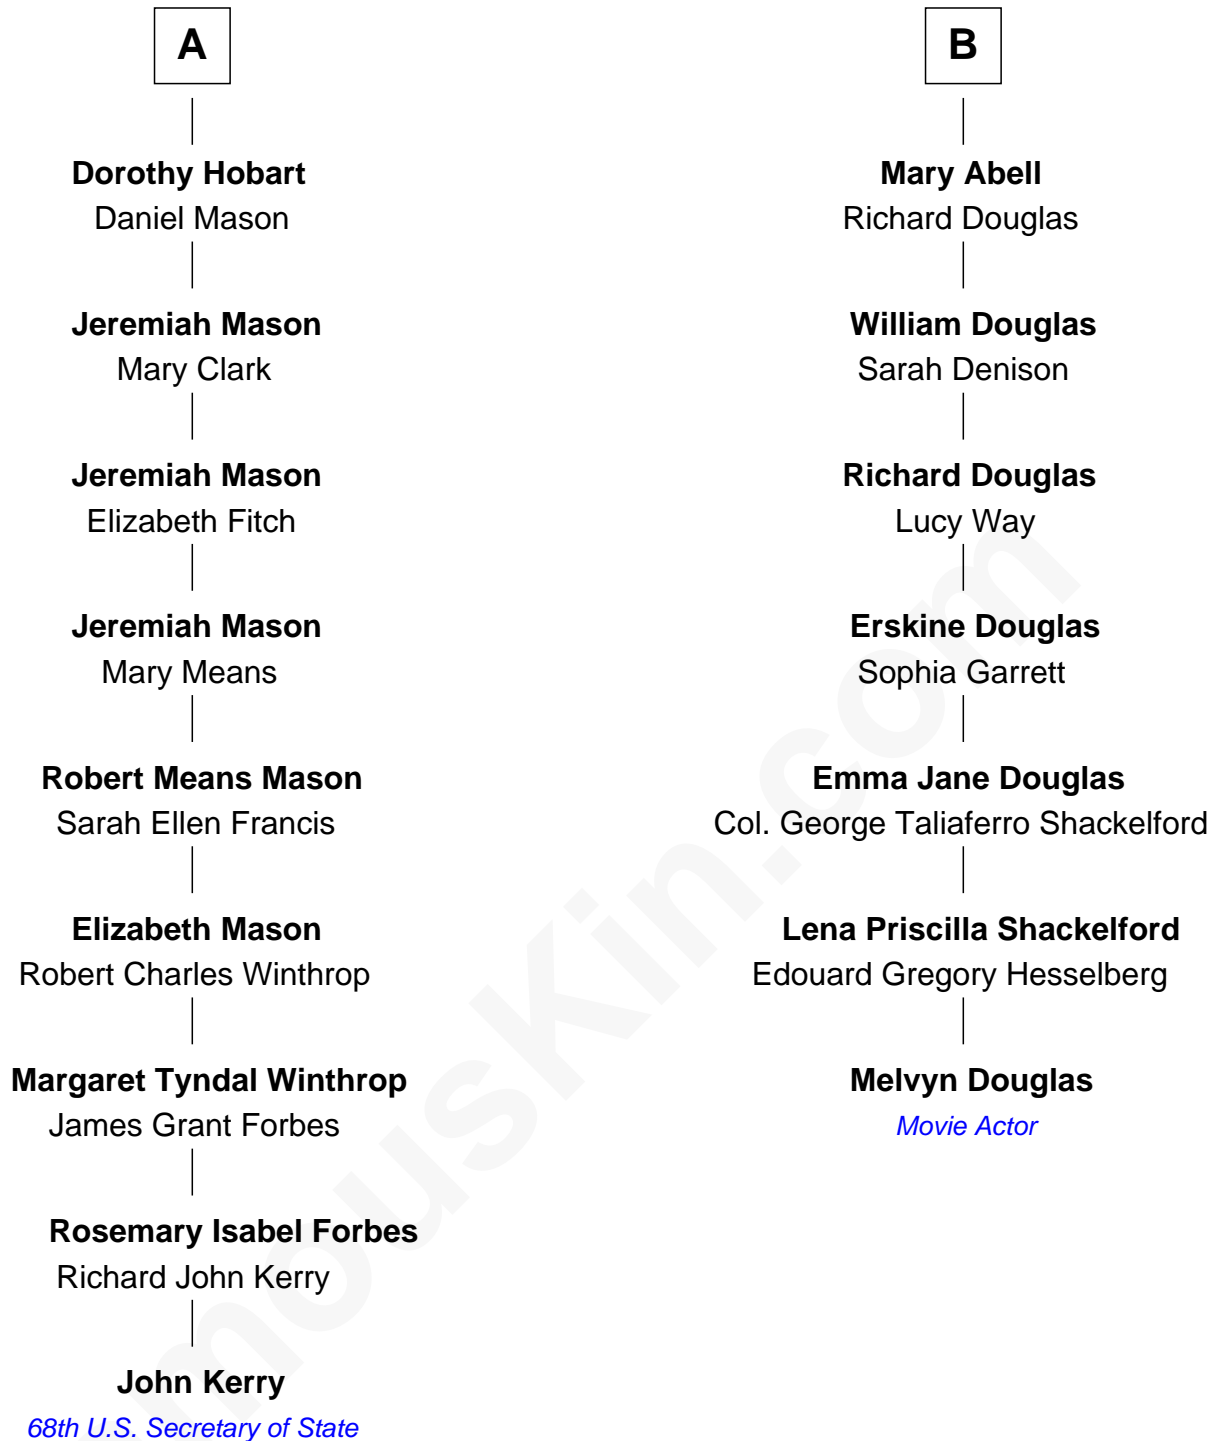 A
Dorothy Hobart
Daniel Mason
Jeremiah Mason
Mary Clark
Jeremiah Mason
Elizabeth Fitch
Jeremiah Mason
Mary Means
Robert Means Mason
Sarah Ellen Francis
Elizabeth Mason
Robert Charles Winthrop
Margaret Tyndal Winthrop
James Grant Forbes
Rosemary Isabel Forbes
Richard John Kerry
John Kerry
68th U.S. Secretary of State
B
Mary Abell
Richard Douglas
William Douglas
Sarah Denison
Richard Douglas
Lucy Way
Erskine Douglas
Sophia Garrett
Emma Jane Douglas
Col. George Taliaferro Shackelford
Lena Priscilla Shackelford
Edouard Gregory Hesselberg
Melvyn Douglas
Movie Actor
mousKin.com